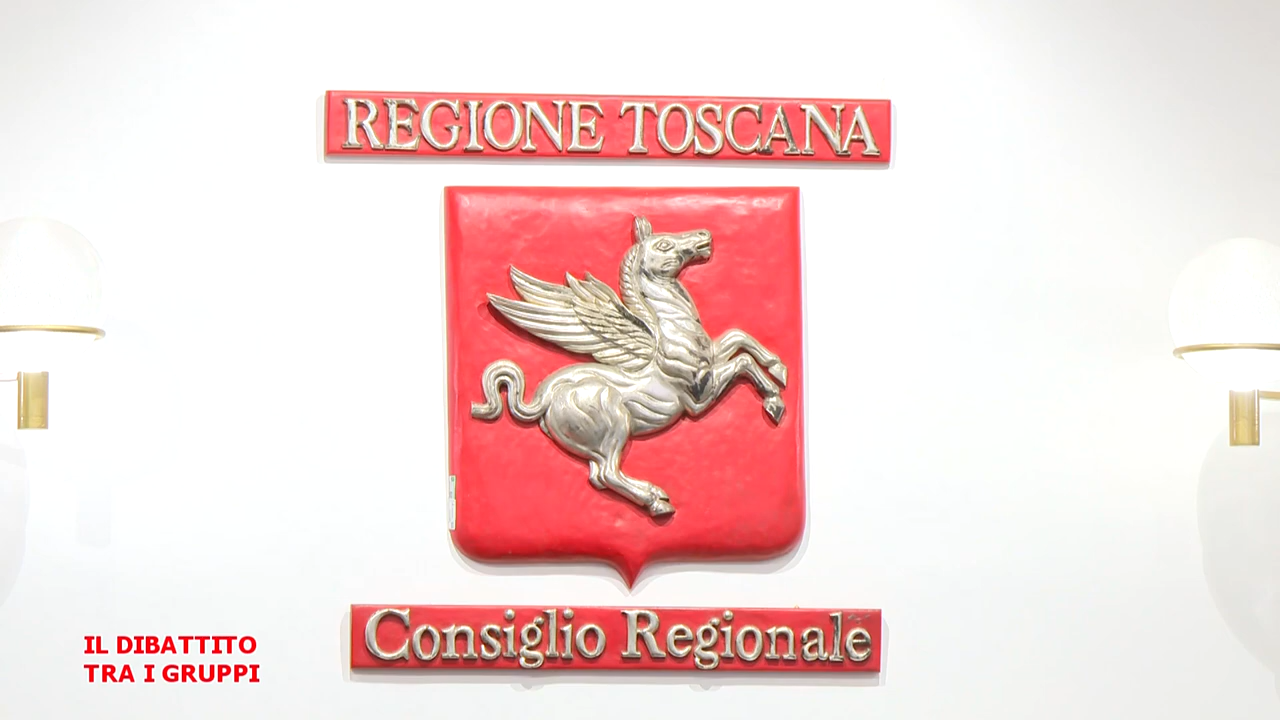 REGIONE TOSCANA
Consiglio Regionale
IL DIBATTITO
TRA I GRUPPI